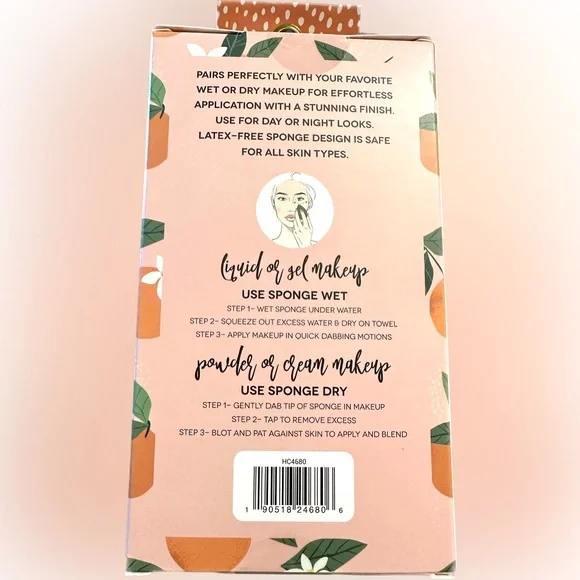 PAIRS PERFECTLY WITH YOUR FAVORITE
WET OR DRY MAKEUP FOR EFFORTLESS
APPLICATION WITH A STUNNING FINISH.
USE FOR DAY OR NIGHT LOOKS.
LATEX-FREE SPONGE DESIGN IS SAFE
FOR ALL SKIN TYPES.
liquid or gel makeup
USE SPONGE WET
STEP 1- WET SPONGE UNDER WATER
STEP 2- SQUEEZE OUT EXCESS WATER & DRY ON TOWEL
STEP 3- APPLY MAKEUP IN QUICK DABBING MOTIONS
powder or cream makeup
USE SPONGE DRY
STEP 1- GENTLY DAB TIP OF SPONGE IN MAKEUP
STEP 2- TAP TO REMOVE EXCESS
STEP 3- BLOT AND PAT AGAINST SKIN TO APPLY AND BLEND
HC4680
1 90518 24680 6